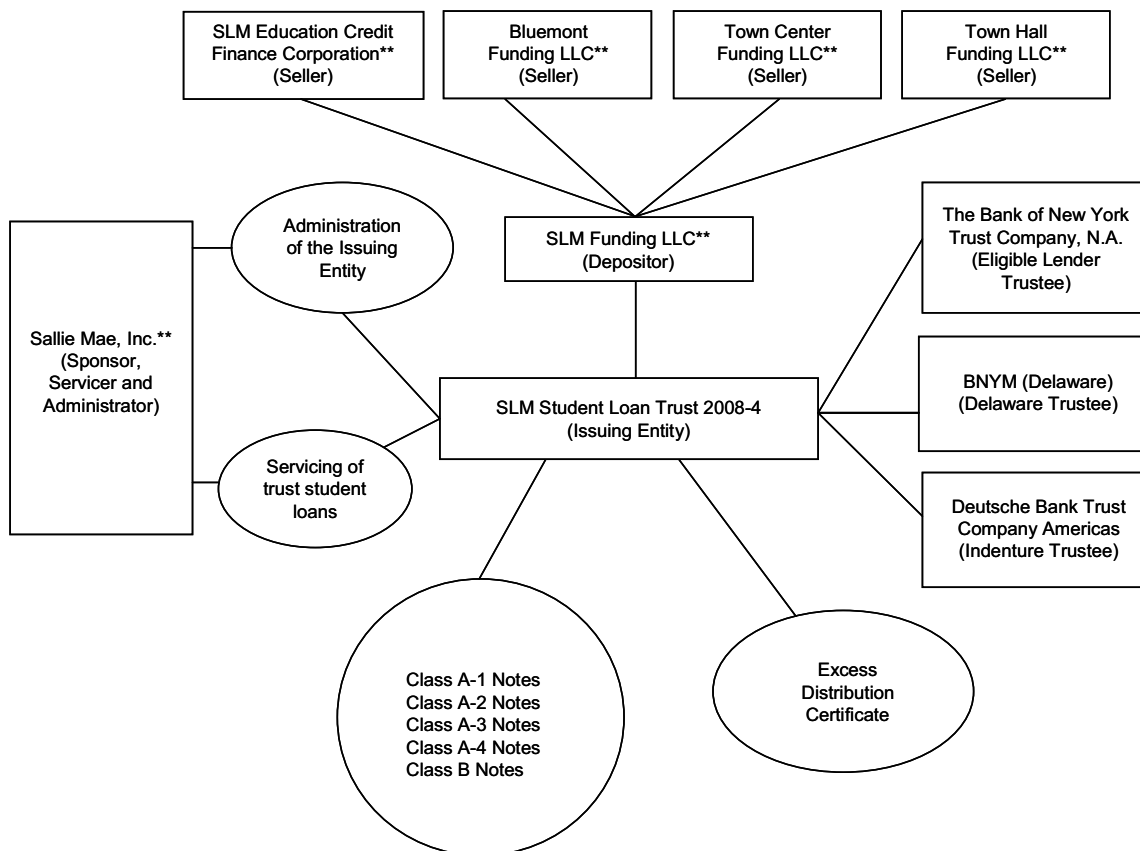 SLM Education Credit
Finance Corporation**
(Seller)
Bluemont
Funding LLC**
(Seller)
Town Center
Funding LLC**
(Seller)
Town Hall
Funding LLC**
(Seller)
Administration
of the Issuing
Entity
SLM Funding LLC**
(Depositor)
The Bank of New York
Trust Company, N.A.
(Eligible Lender
Trustee)
Sallie Mae, Inc.**
(Sponsor,
Servicer and
Administrator)
SLM Student Loan Trust 2008-4
(Issuing Entity)
BNYM (Delaware)
(Delaware Trustee)
Servicing of
trust student
loans
Deutsche Bank Trust
Company Americas
(Indenture Trustee)
Class A-1 Notes
Class A-2 Notes
Class A-3 Notes
Class A-4 Notes
Class B Notes
Excess
Distribution
Certificate